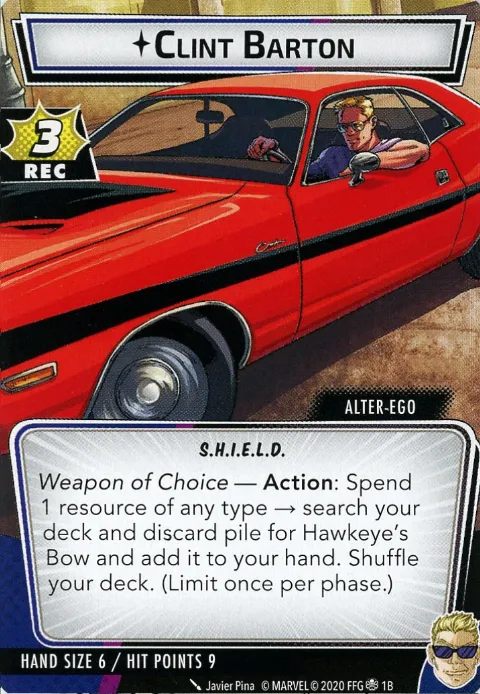 CLINT BARTON
3
REC
ALTER-EGO
S.H.I.E.L.D.
Weapon of Choice — Action: Spend
1 resource of any type → search your
deck and discard pile for Hawkeye's
Bow and add it to your hand. Shuffle
your deck. (Limit once per phase.)
HAND SIZE 6 / HIT POINTS 9
Javier Pina © MARVEL © 2020 FFG 1B